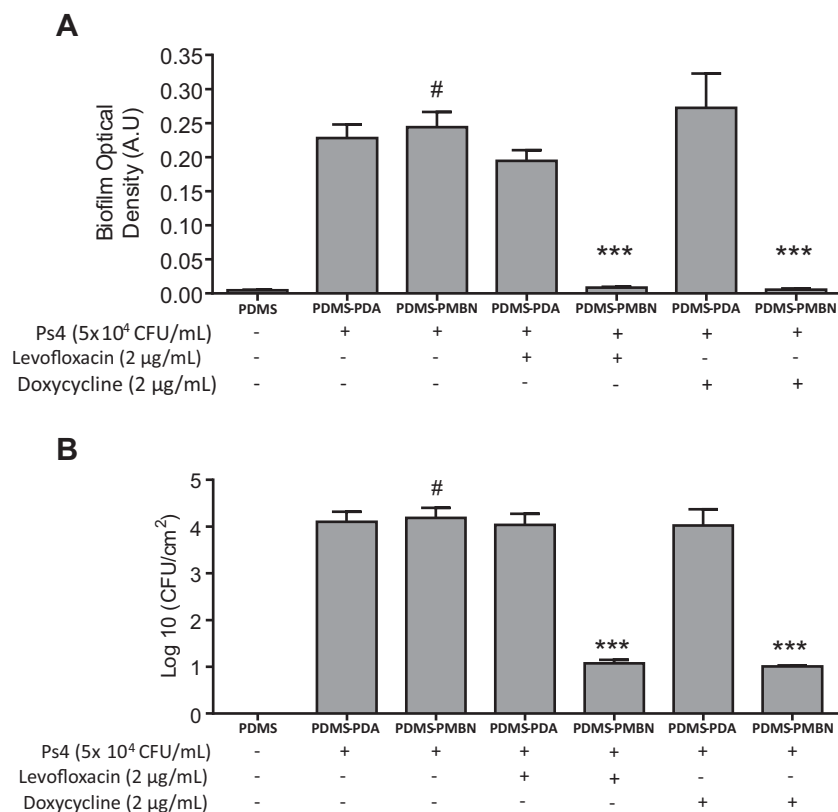 A
Biofilm Optical
Density (A.U)
0.35
0.30
0.25
0.20
0.15
0.10
0.05
0.00
#
***
***
PDMS PDMS-PDA PDMS-PMBN PDMS-PDA PDMS-PMBN PDMS-PDA PDMS-PMBN
Ps4 (5x 10⁴ CFU/mL) - + + + + + +
Levofloxacin (2 µg/mL) - - - + + - -
Doxycycline (2 µg/mL) - - - - - + +
B
Log 10 (CFU/cm²)
5
4
3
2
1
0
#
***
***
PDMS PDMS-PDA PDMS-PMBN PDMS-PDA PDMS-PMBN PDMS-PDA PDMS-PMBN
Ps4 (5x 10⁴ CFU/mL) - + + + + + +
Levofloxacin (2 µg/mL) - - - + + - -
Doxycycline (2 µg/mL) - - - - - + +